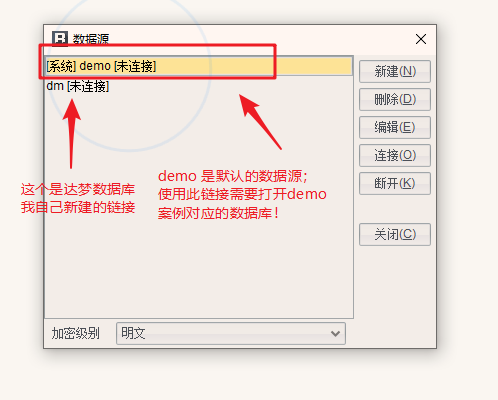 数据源
[系统] demo [未连接]
dm [未连接]
新建(N)
删除(D)
编辑(E)
连接(O)
断开(K)
关闭(C)
这个是达梦数据库
我自己新建的链接
demo 是默认的数据源；
使用此链接需要打开demo
案例对应的数据库！
加密级别
明文